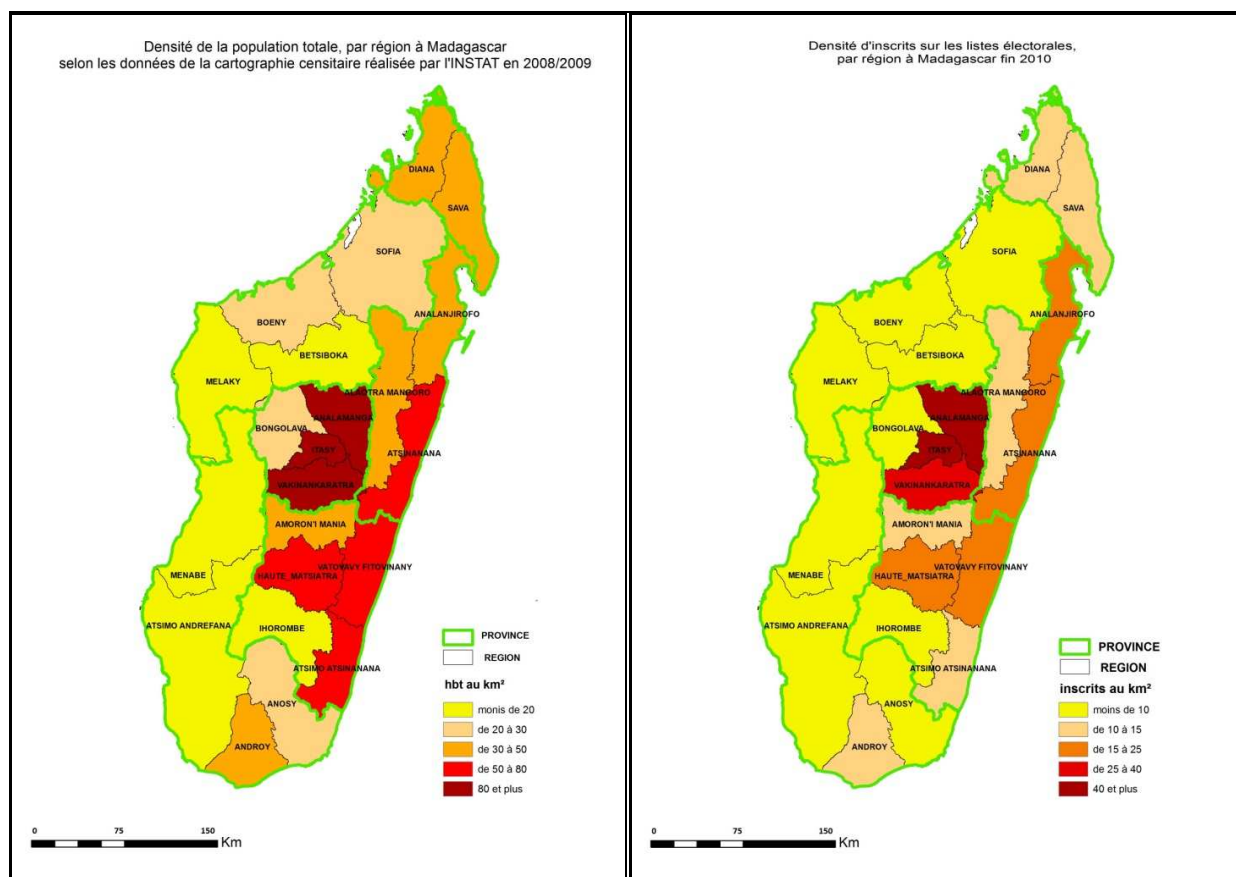 Densité de la population totale, par région à Madagascar
selon les données de la cartographie censitaire réalisée par l'INSTAT en 2008/2009
DIANA
SAVA
SOFIA
ANALANJIROFO
BOENY
BETSIBOKA
MELAKY
ALAOTRA MANGORO
ANALAMANGA
BONGOLAVA
ITASY
ATSINANANA
VAKINANKARATRA
AMORON'I MANIA
VATOVAVY FITOVINANY
MENABE
HAUTE_MATSIATRA
ATSIMO ANDREFANA
IHOROMBE
ATSIMO ATSINANANA
ANOSY
ANDROY
PROVINCE
REGION
hbt au km²
monis de 20
de 20 à 30
de 30 à 50
de 50 à 80
80 et plus
0 75 150
Km
Densité d'inscrits sur les listes électorales,
par région à Madagascar fin 2010
DIANA
SAVA
SOFIA
ANALANJIROFO
BOENY
BETSIBOKA
MELAKY
ALAOTRA MANGORO
ANALAMANGA
BONGOLAVA
ITASY
ATSINANANA
VAKINANKARATRA
AMORON'I MANIA
VATOVAVY FITOVINANY
MENABE
HAUTE_MATSIATRA
ATSIMO ANDREFANA
IHOROMBE
ATSIMO ATSINANANA
ANOSY
ANDROY
PROVINCE
REGION
inscrits au km²
moins de 10
de 10 à 15
de 15 à 25
de 25 à 40
40 et plus
0 75 150
Km